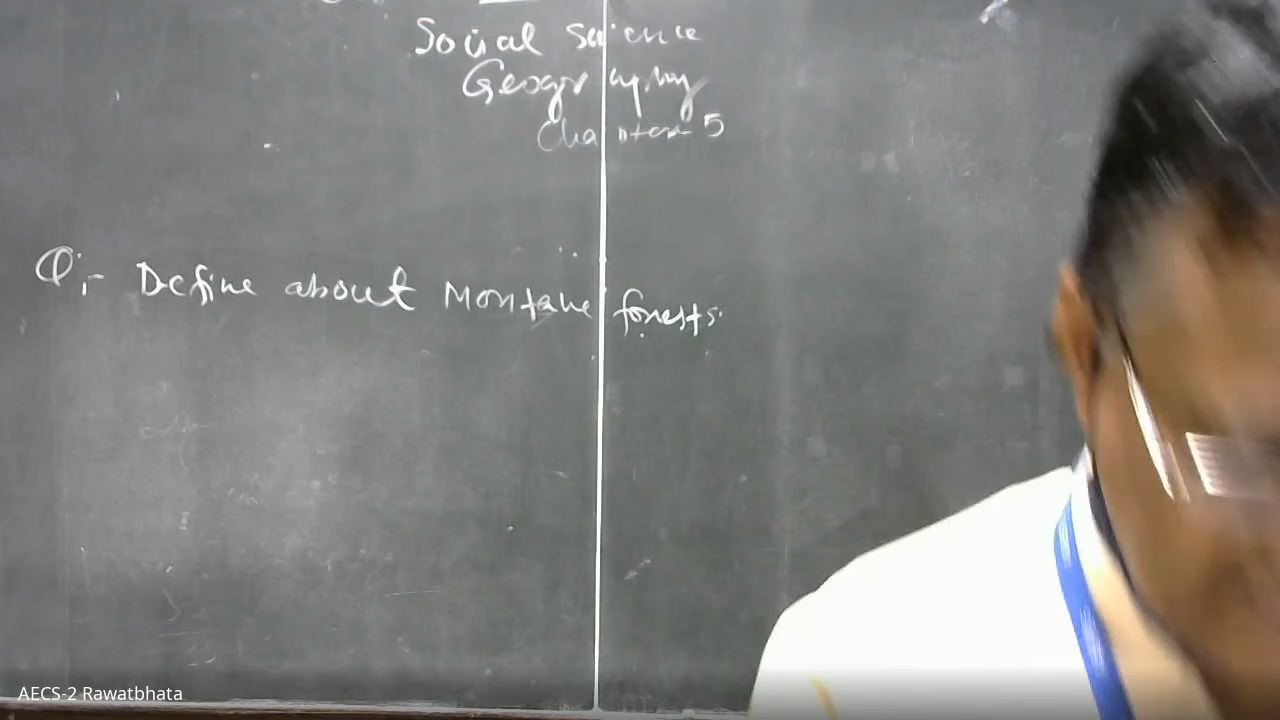 Social Science
Geography
Chapter 5
Q:- Define about Montane forests.
AECS-2 Rawatbhata